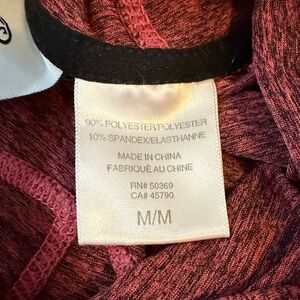 90% POLYESTER/POLYESTER
10% SPANDEX/ELASTHANNE
MADE IN CHINA
FABRIQUÉ AU CHINE
RN# 50369
CA# 45790
M/M